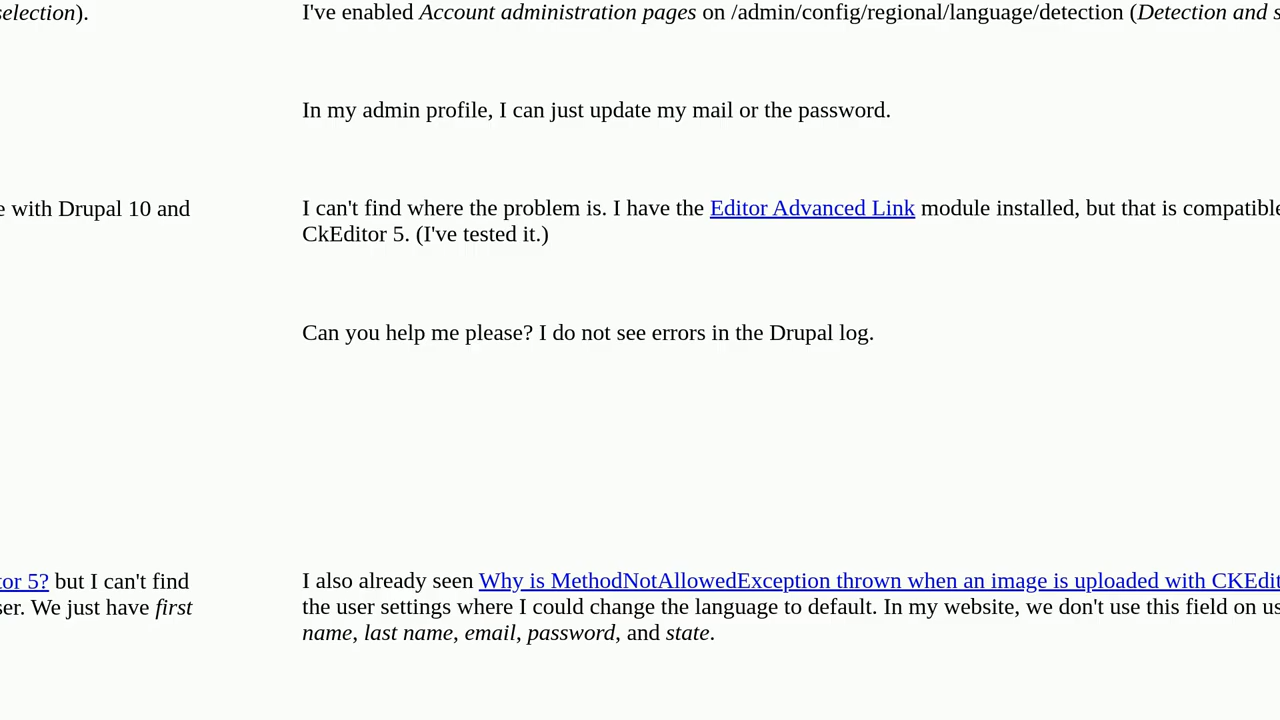 selection).
I've enabled Account administration pages on /admin/config/regional/language/detection (Detection and s
In my admin profile, I can just update my mail or the password.
e with Drupal 10 and
I can't find where the problem is. I have the Editor Advanced Link module installed, but that is compatible
CkEditor 5. (I've tested it.)
Can you help me please? I do not see errors in the Drupal log.
tor 5? but I can't find
I also already seen Why is MethodNotAllowedException thrown when an image is uploaded with CKEdit
ser. We just have first
the user settings where I could change the language to default. In my website, we don't use this field on us
name, last name, email, password, and state.